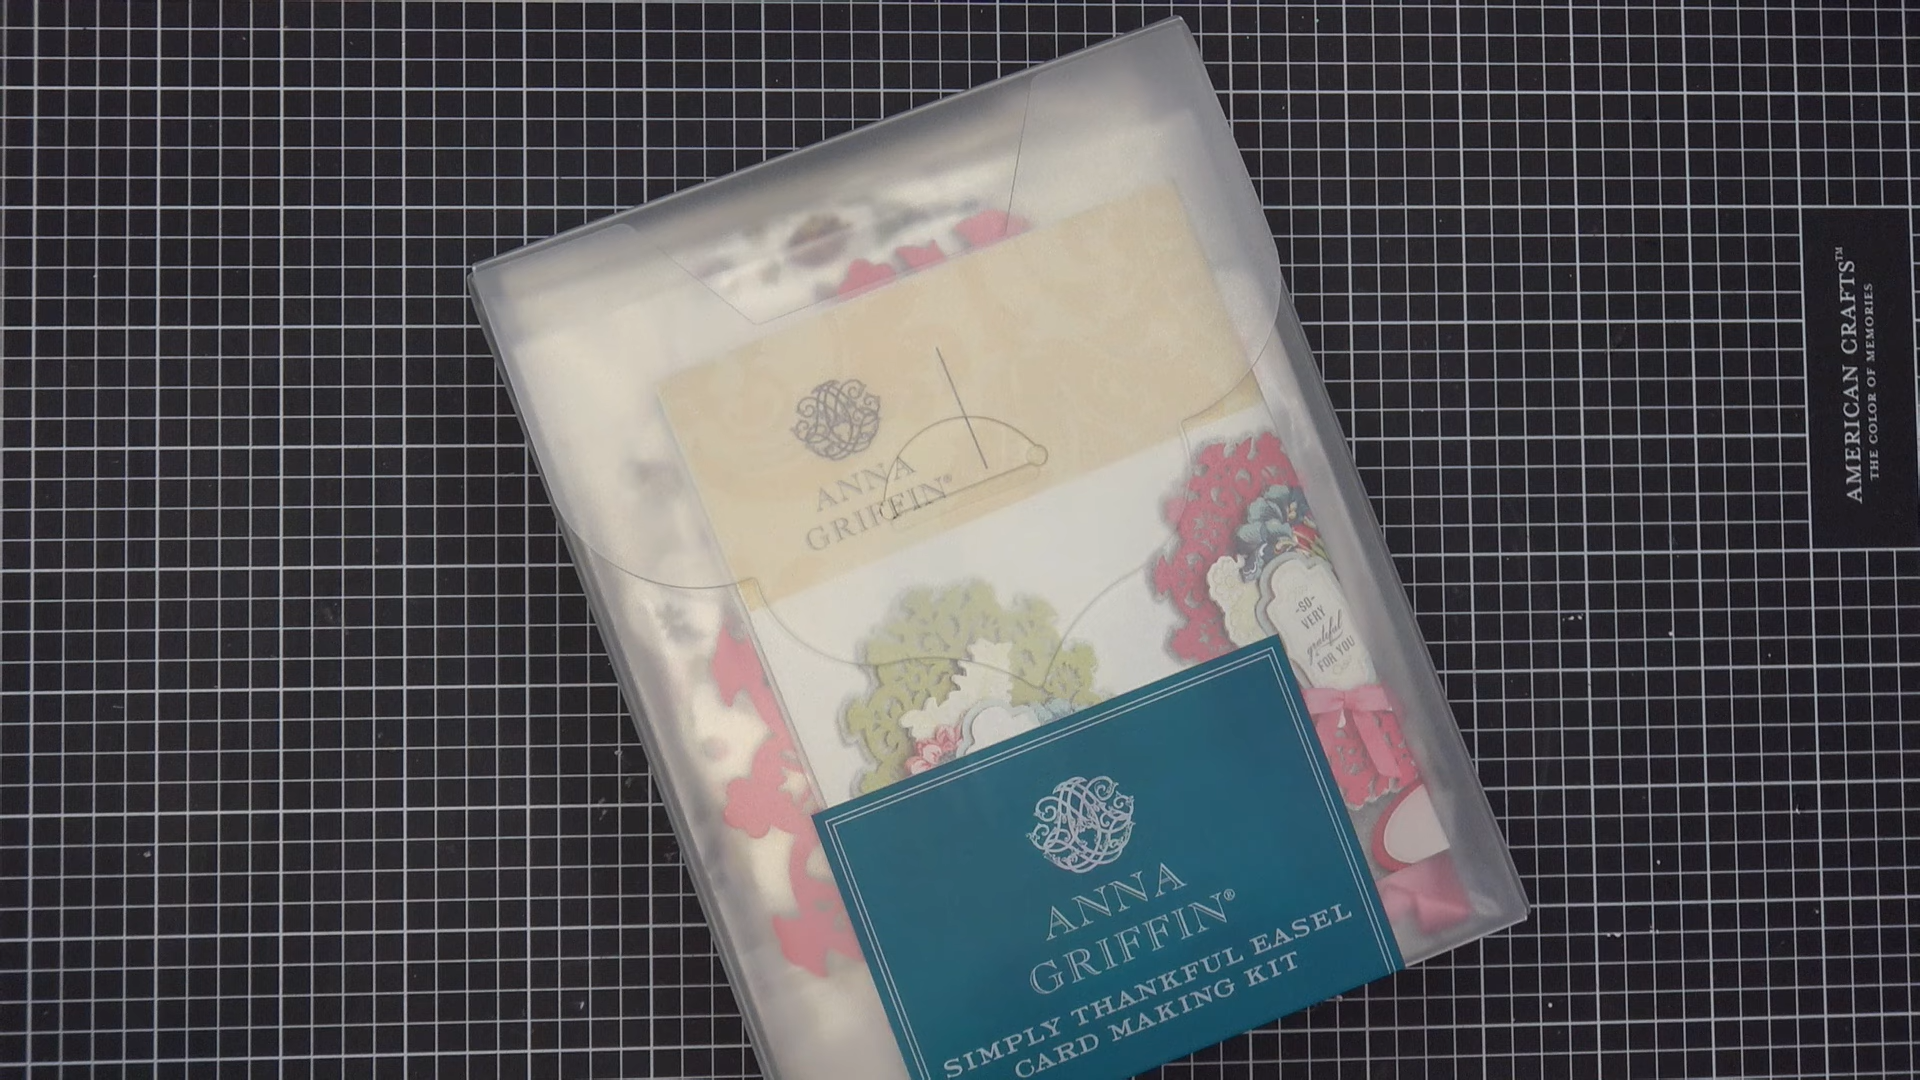 ANNA
GRIFFIN®
-SO-
VERY
grateful
FOR YOU
ANNA
GRIFFIN®
SIMPLY THANKFUL EASEL
CARD MAKING KIT
AMERICAN CRAFTS™
THE COLOR OF MEMORIES